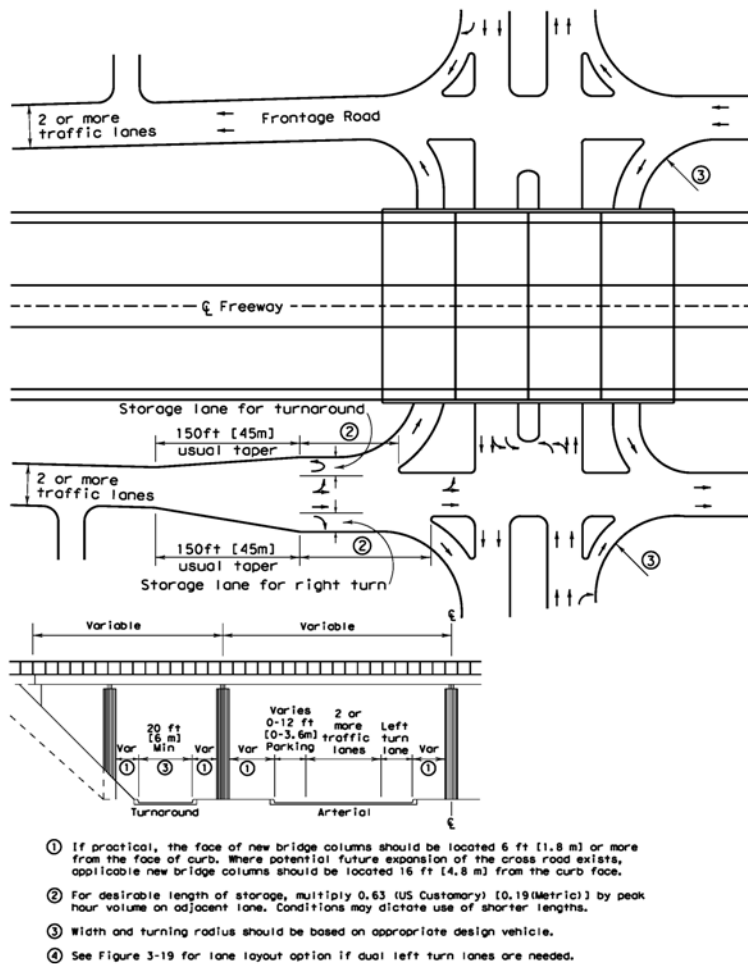 2 or more
traffic lanes
Frontage Road
③
℄ Freeway
Storage lane for turnaround
150ft [45m]
usual taper
②
2 or more
traffic lanes
150ft [45m]
usual taper
②
Storage lane for right turn
③
℄
Variable
Variable
20 ft
[6 m]
Min
Varies
0-12 ft
[0-3.6m]
Parking
2 or
more
traffic
lanes
Left
turn
lane
Var
Var
Var
Var
①
③
①
①
①
Turnaround
Arterial
℄
① If practical, the face of new bridge columns should be located 6 ft [1.8 m] or more
from the face of curb. Where potential future expansion of the cross road exists,
applicable new bridge columns should be located 16 ft [4.8 m] from the curb face.
② For desirable length of storage, multiply 0.63 (US Customary) [0.19(Metric)] by peak
hour volume on adjacent lane. Conditions may dictate use of shorter lengths.
③ Width and turning radius should be based on appropriate design vehicle.
④ See Figure 3-19 for lane layout option if dual left turn lanes are needed.